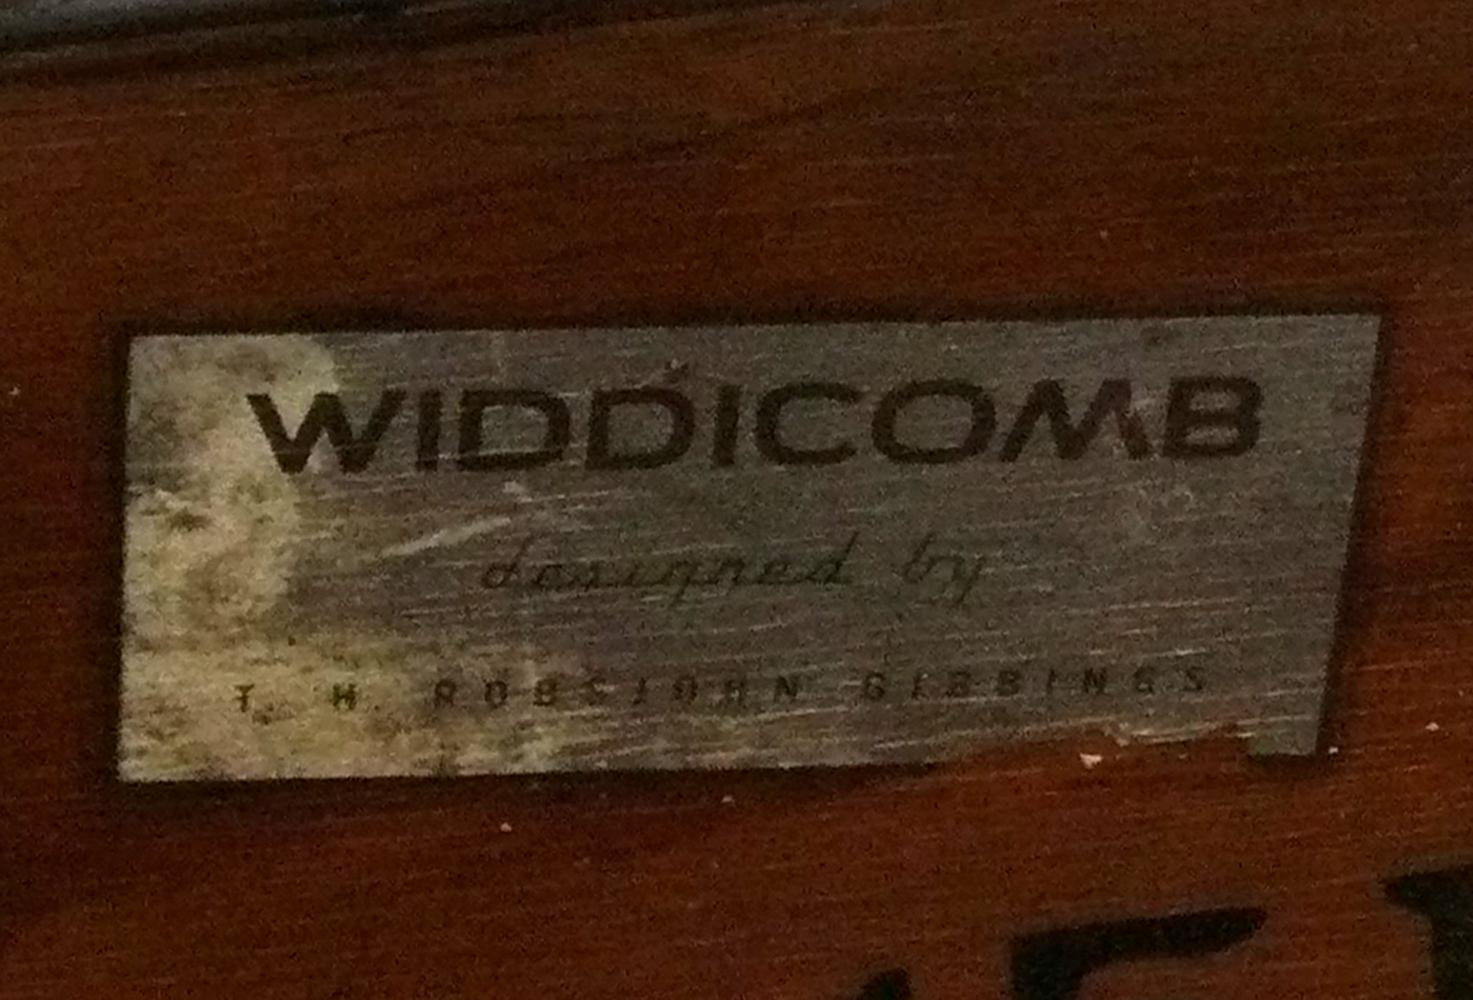 WIDDICOMB
designed by
T. H. ROBSJOHN GIBBINGS